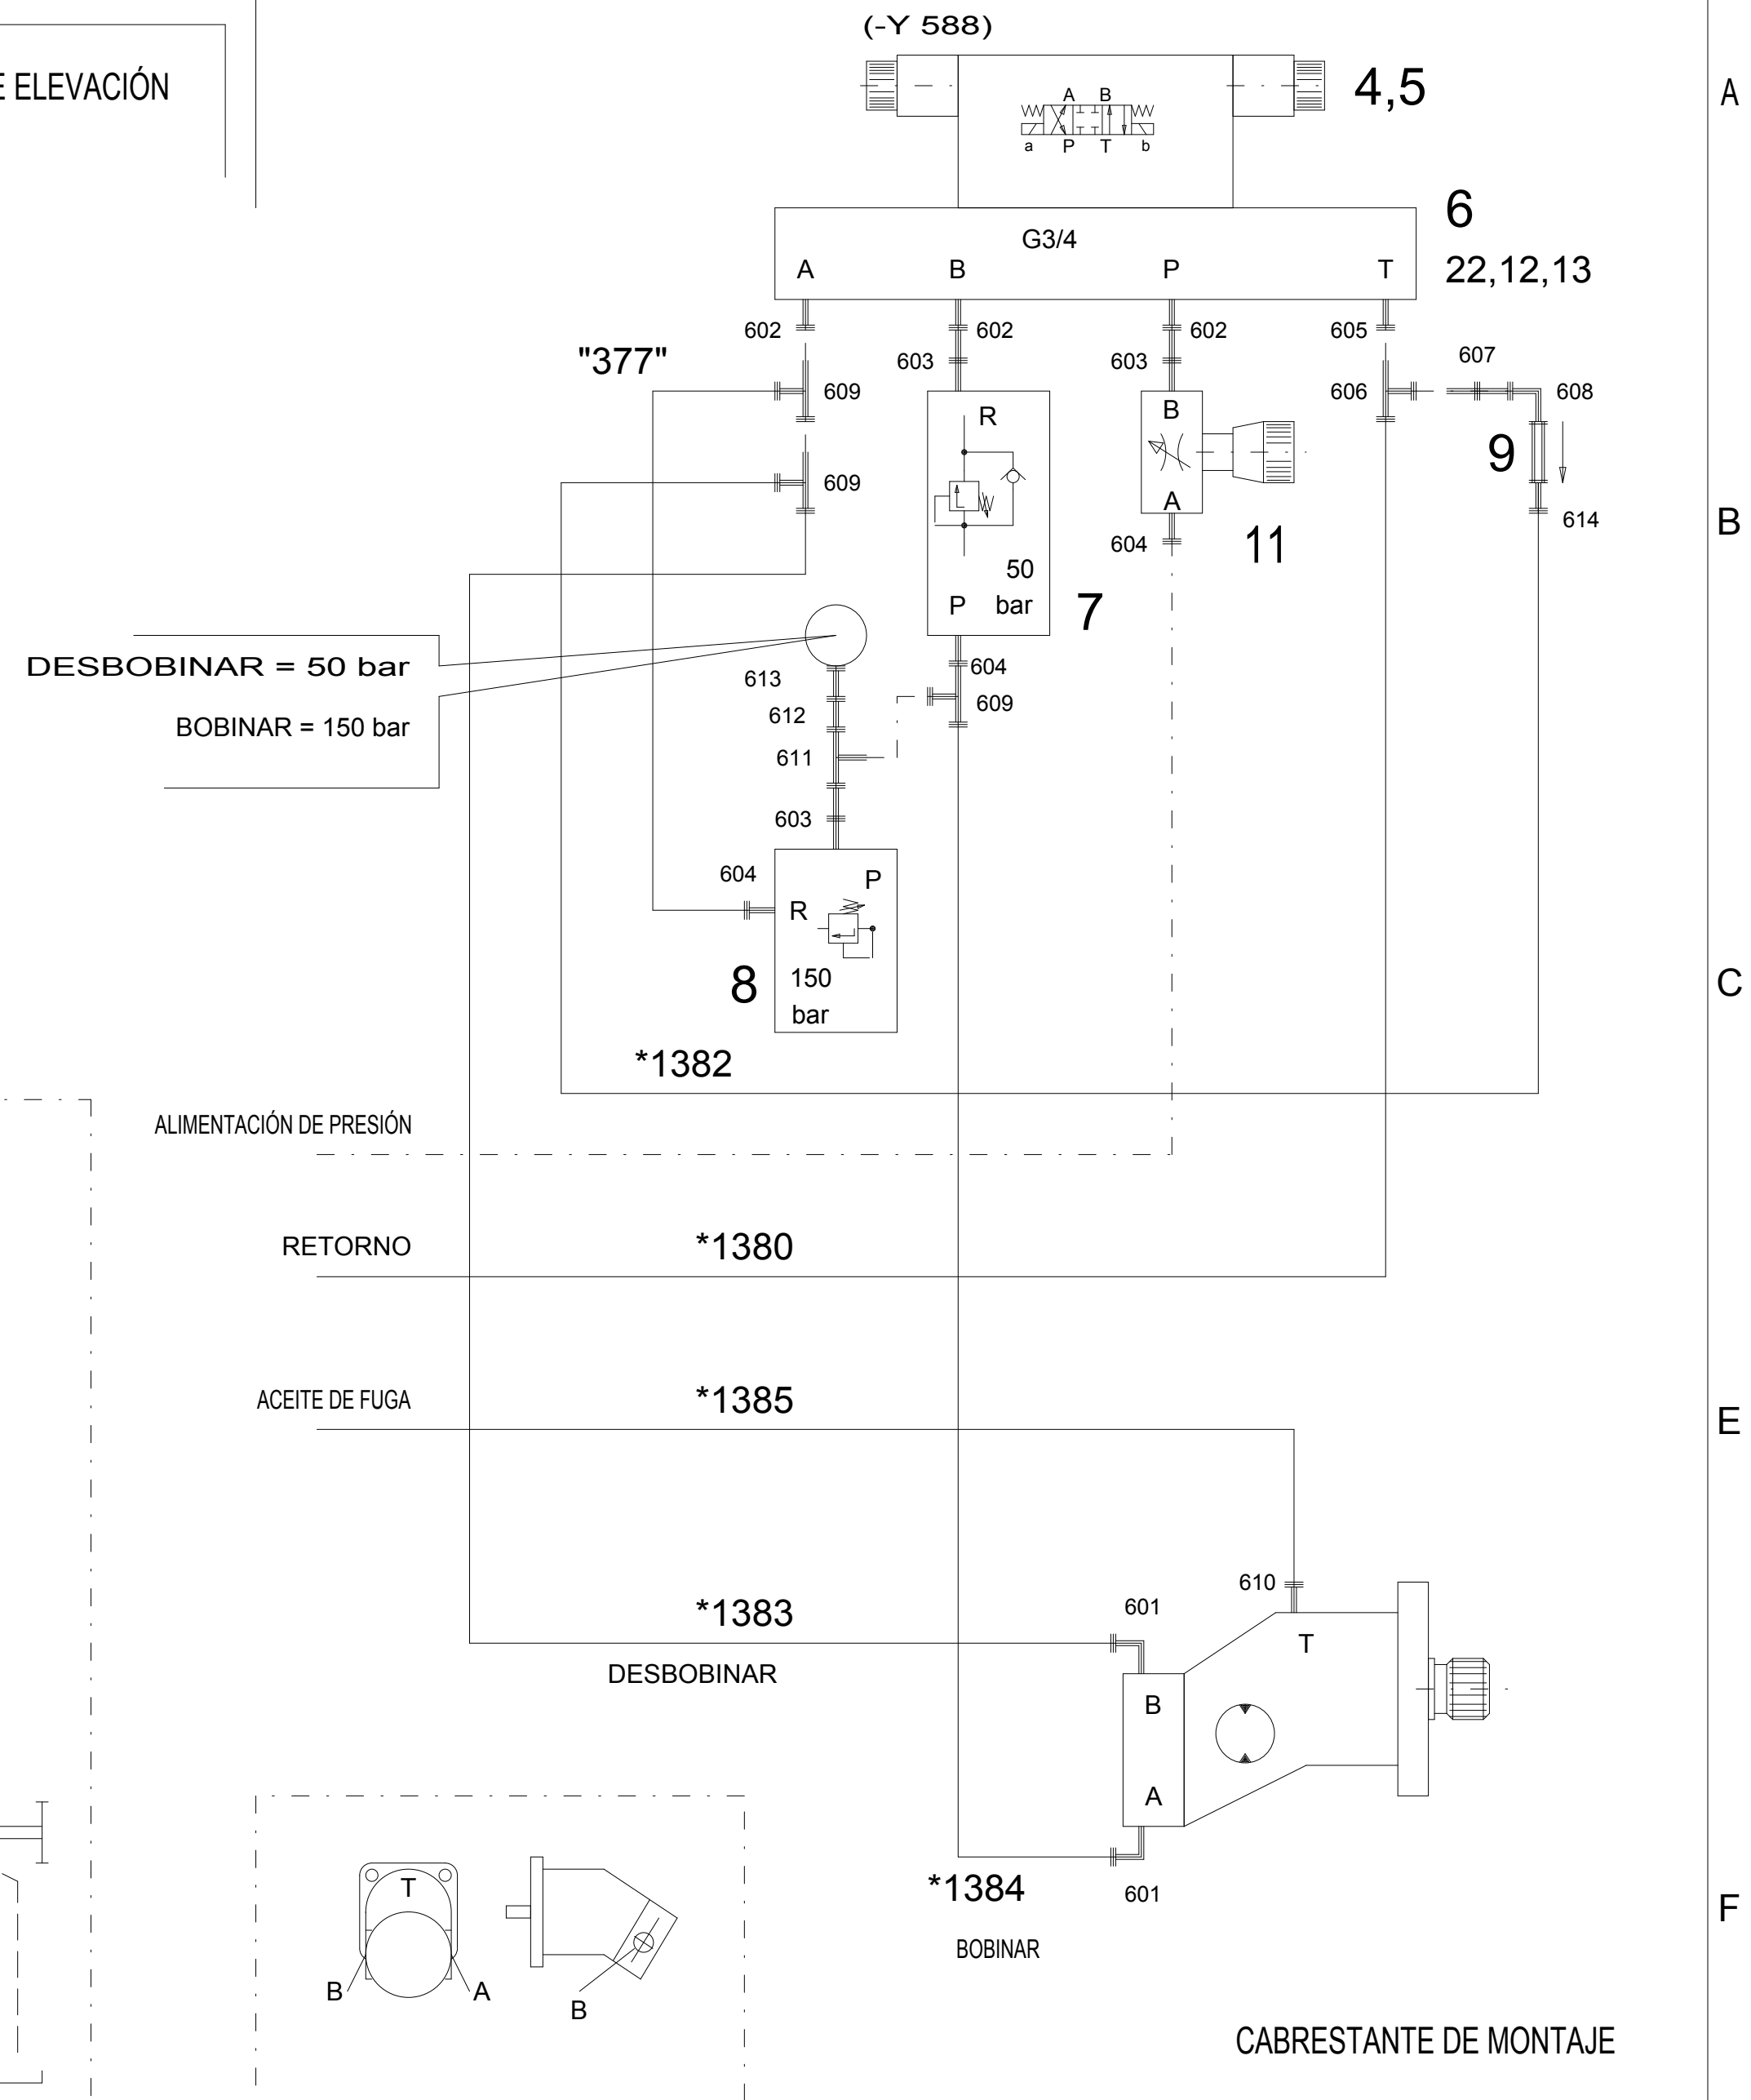 (-Y 588)
E ELEVACIÓN
4,5
A
A B
a P T b
6
G3/4
22,12,13
A B P T
602 602 602 605
"377"
603 603 607
609 606 608
R B
9
609
A
614
B
604 11
50
P bar 7
DESBOBINAR = 50 bar
604
613
609
612
BOBINAR = 150 bar
611
603
604 P
R
8 150
bar
C
*1382
ALIMENTACIÓN DE PRESIÓN
RETORNO *1380
ACEITE DE FUGA *1385
E
610
*1383 601
T
DESBOBINAR
B
A
T
*1384 601
F
BOBINAR
B A B
CABRESTANTE DE MONTAJE